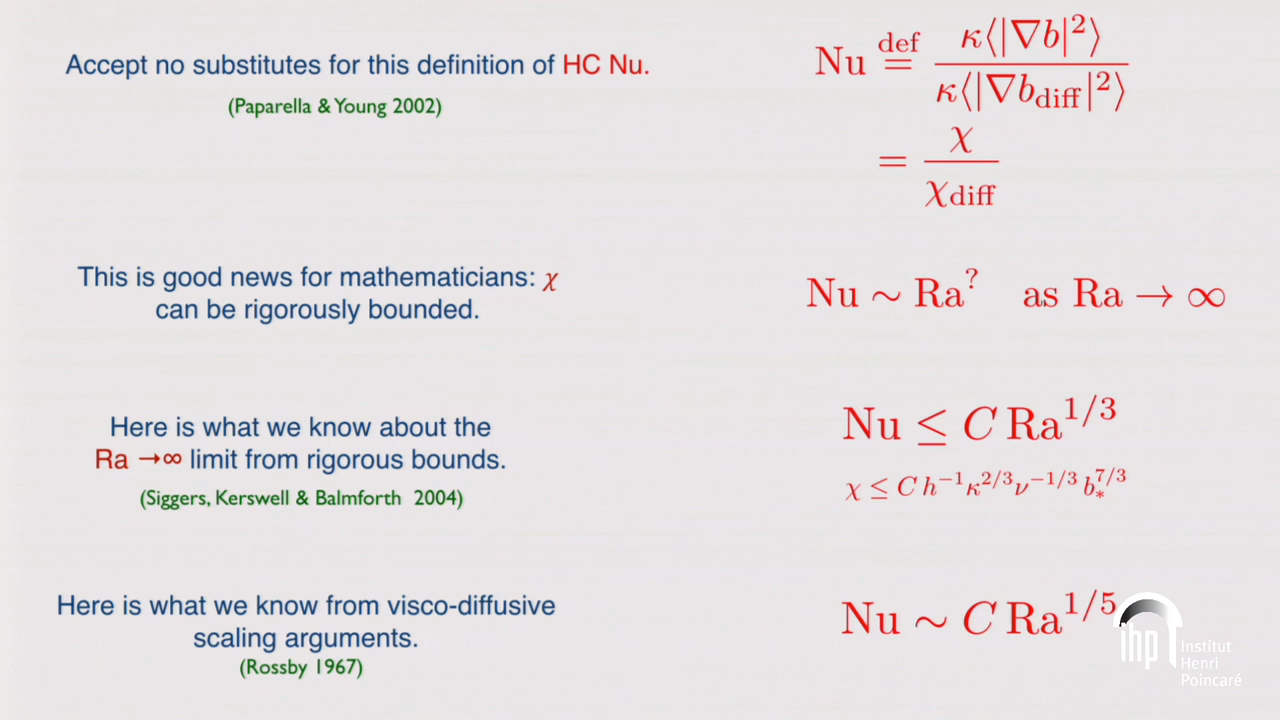 Accept no substitutes for this definition of HC Nu.
(Paparella & Young 2002)
Nu def= κ⟨|∇b|²⟩ / κ⟨|∇b_diff|²⟩
= χ / χ_diff
This is good news for mathematicians: χ
can be rigorously bounded.
Nu ∼ Ra^? as Ra → ∞
Here is what we know about the
Ra →∞ limit from rigorous bounds.
(Siggers, Kerswell & Balmforth 2004)
Nu ≤ C Ra^{1/3}
χ ≤ C h^{−1} κ^{2/3} ν^{−1/3} b_*^{7/3}
Here is what we know from visco-diffusive
scaling arguments.
(Rossby 1967)
Nu ∼ C Ra^{1/5}
ihp
Institut
Henri
Poincaré